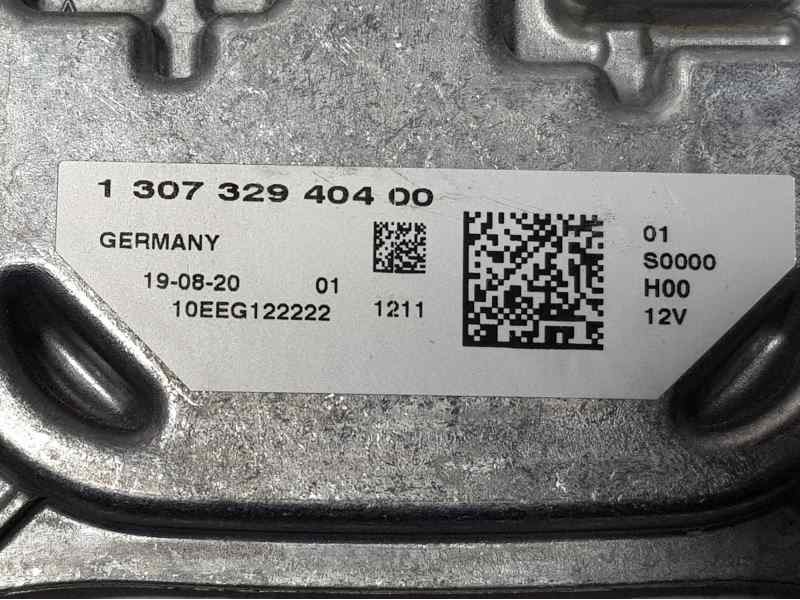 1 307 329 404 00
GERMANY
19-08-20 01
10EEG122222 1211
01
S0000
H00
12V